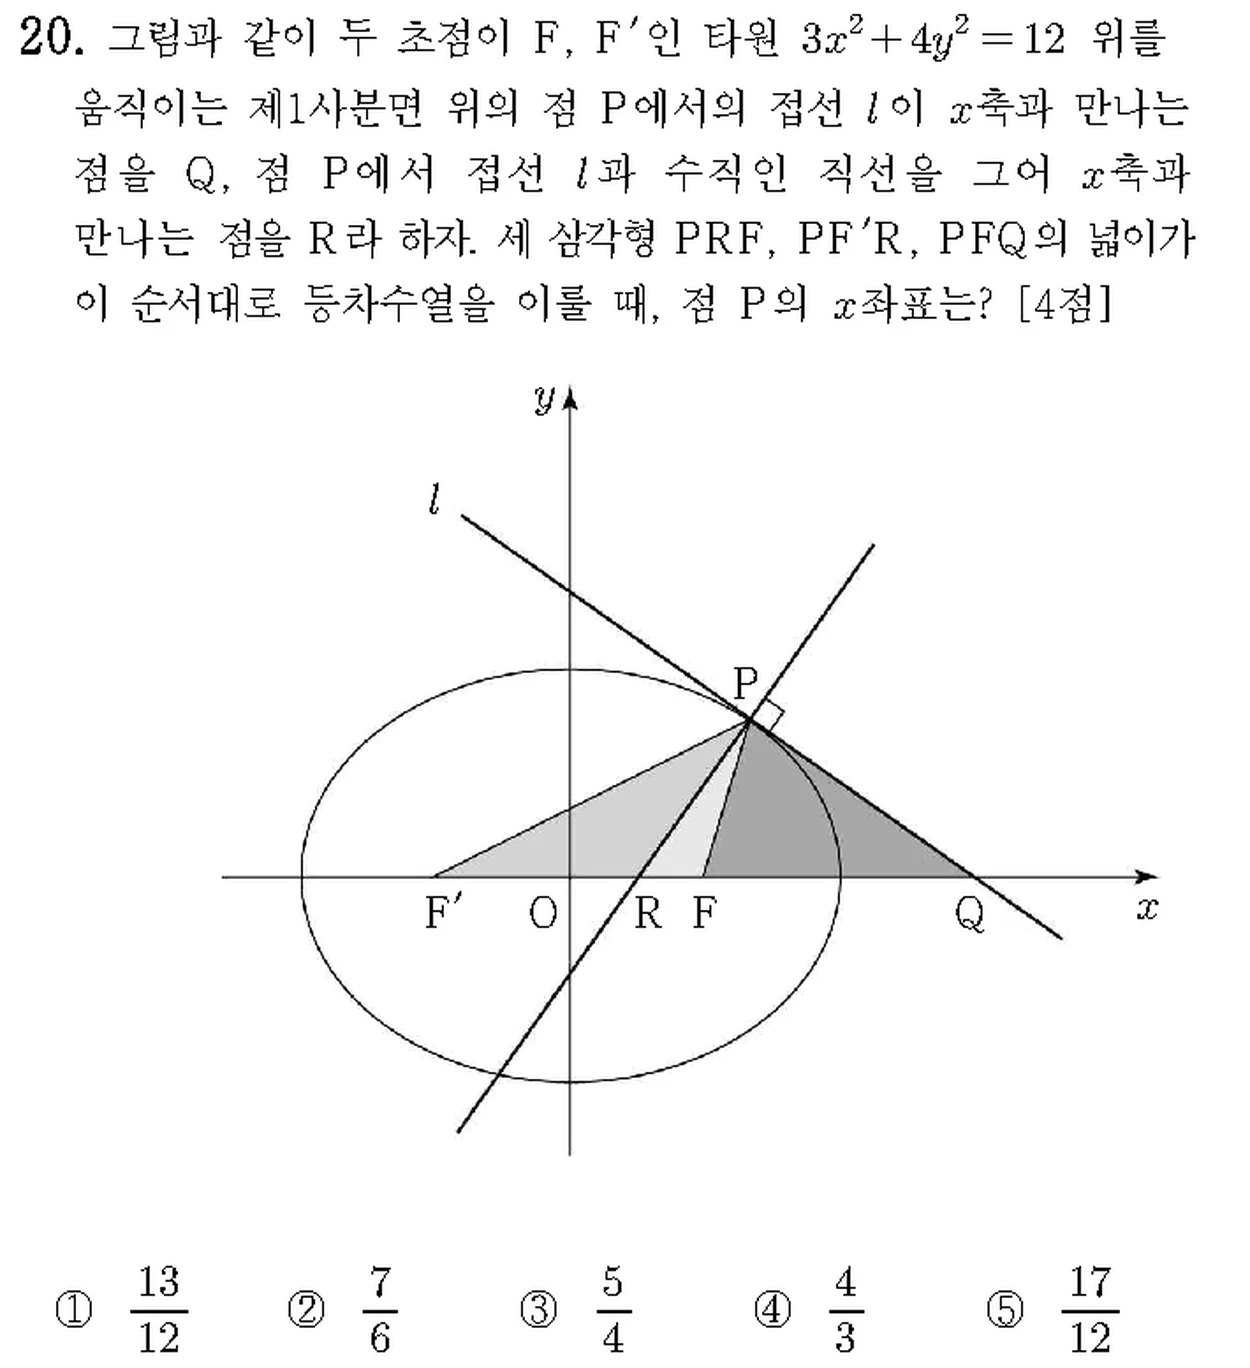 20. 그림과 같이 두 초점이 F, F′인 타원 3x²+4y²=12 위를
움직이는 제1사분면 위의 점 P에서의 접선 l이 x축과 만나는
점을 Q, 점 P에서 접선 l과 수직인 직선을 그어 x축과
만나는 점을 R라 하자. 세 삼각형 PRF, PF′R, PFQ의 넓이가
이 순서대로 등차수열을 이룰 때, 점 P의 x좌표는? [4점]
y
l
P
F′ O R F Q x
① 13/12 ② 7/6 ③ 5/4 ④ 4/3 ⑤ 17/12